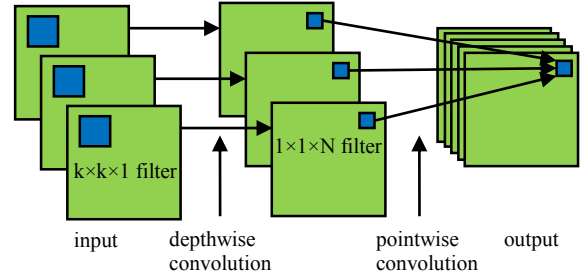 k×k×1 filter
1×1×N filter
input
depthwise
convolution
pointwise
convolution
output